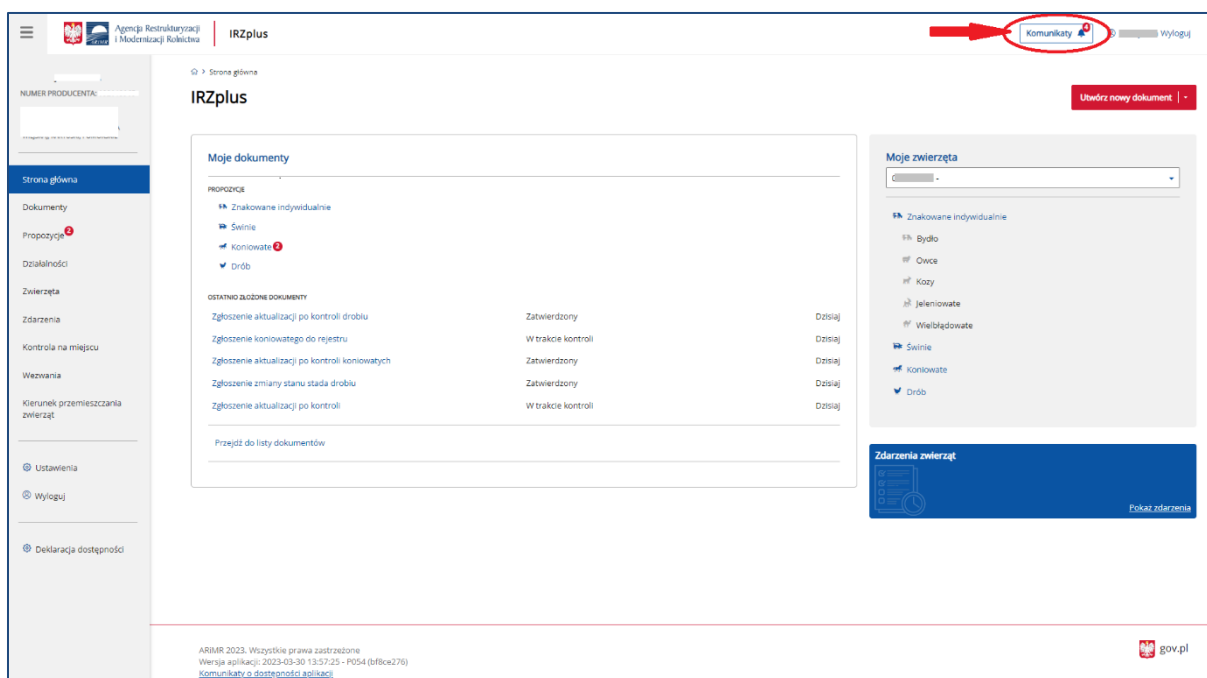 Agencja Restrukturyzacji
i Modernizacji Rolnictwa
IRZplus
Komunikaty 4
Wyloguj
NUMER PRODUCENTA:
Strona główna
Dokumenty
Propozycje 2
Działalności
Zwierzęta
Zdarzenia
Kontrola na miejscu
Wezwania
Kierunek przemieszczania
zwierząt
Ustawienia
Wyloguj
Deklaracja dostępności
Strona główna
IRZplus
Utwórz nowy dokument
Moje dokumenty
PROPOZYCJE
Znakowane indywidualnie
Świnie
Koniowate 2
Drób
OSTATNIO ZŁOŻONE DOKUMENTY
Zgłoszenie aktualizacji po kontroli drobiu Zatwierdzony Dzisiaj
Zgłoszenie koniowatego do rejestru W trakcie kontroli Dzisiaj
Zgłoszenie aktualizacji po kontroli koniowatych Zatwierdzony Dzisiaj
Zgłoszenie zmiany stanu stada drobiu Zatwierdzony Dzisiaj
Zgłoszenie aktualizacji po kontroli W trakcie kontroli Dzisiaj
Przejdź do listy dokumentów
Moje zwierzęta
Znakowane indywidualnie
Bydło
Owce
Kozy
Jeleniowate
Wielbłądowate
Świnie
Koniowate
Drób
Zdarzenia zwierząt
Pokaż zdarzenia
ARiMR 2023. Wszystkie prawa zastrzeżone
Wersja aplikacji: 2023-03-30 13:57:25 - P054 (bf8ce276)
Komunikaty o dostępności aplikacji
gov.pl